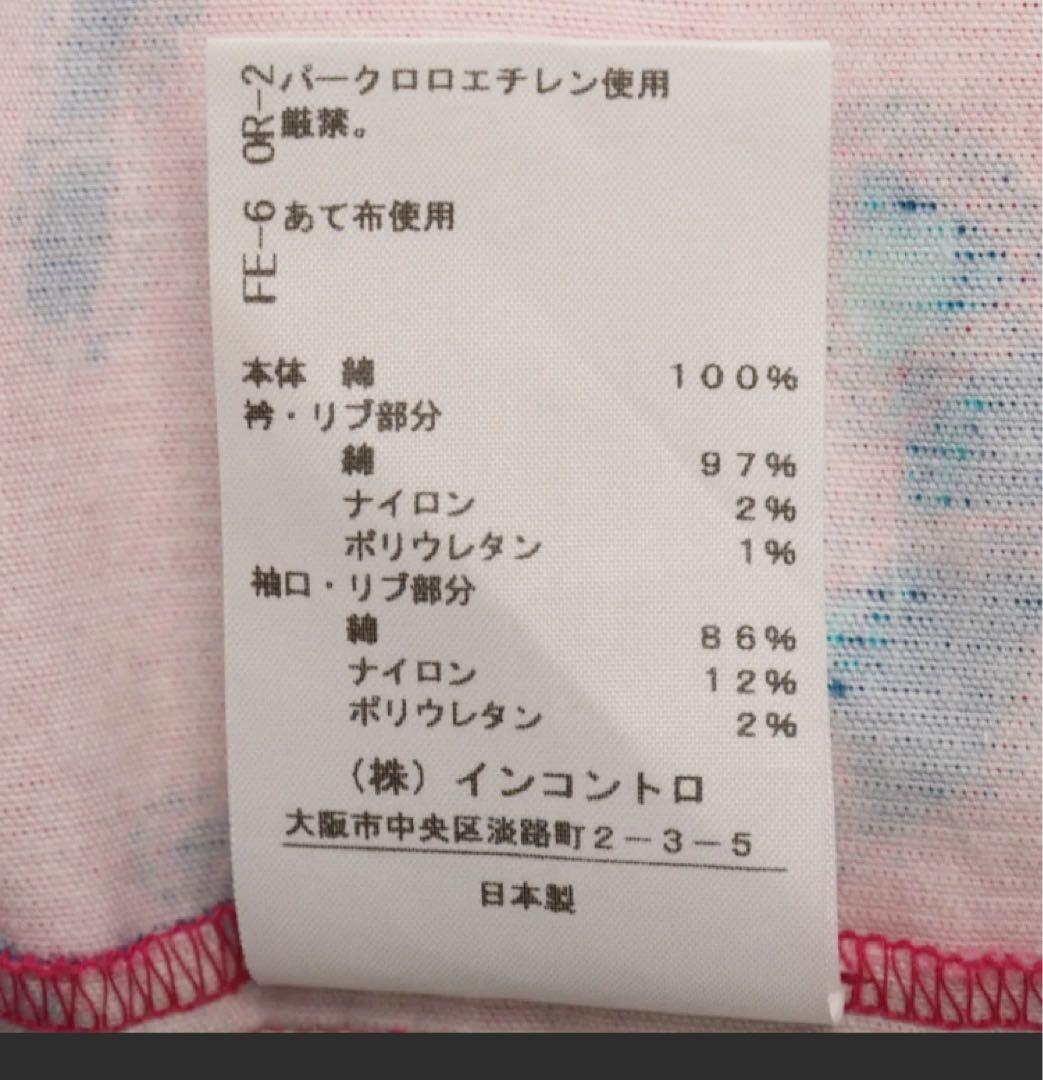 パークロロエチレン使用
厳禁。
あて布使用
OR-2
FE-6
本体 綿 100%
衿・リブ部分
綿 97%
ナイロン 2%
ポリウレタン 1%
袖口・リブ部分
綿 86%
ナイロン 12%
ポリウレタン 2%
（株）インコントロ
大阪市中央区淡路町2-3-5
日本製